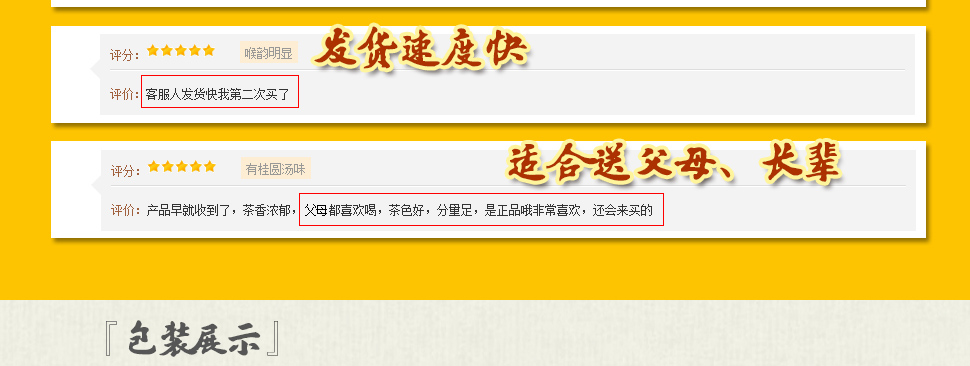 评分：喉韵明显 发货速度快
评价：客服人发货快我第二次买了
适合送父母、长辈
评分：有桂圆汤味
评价：产品早就收到了，茶香浓郁，父母都喜欢喝，茶色好，分量足，是正品哦非常喜欢，还会来买的
『包装展示』